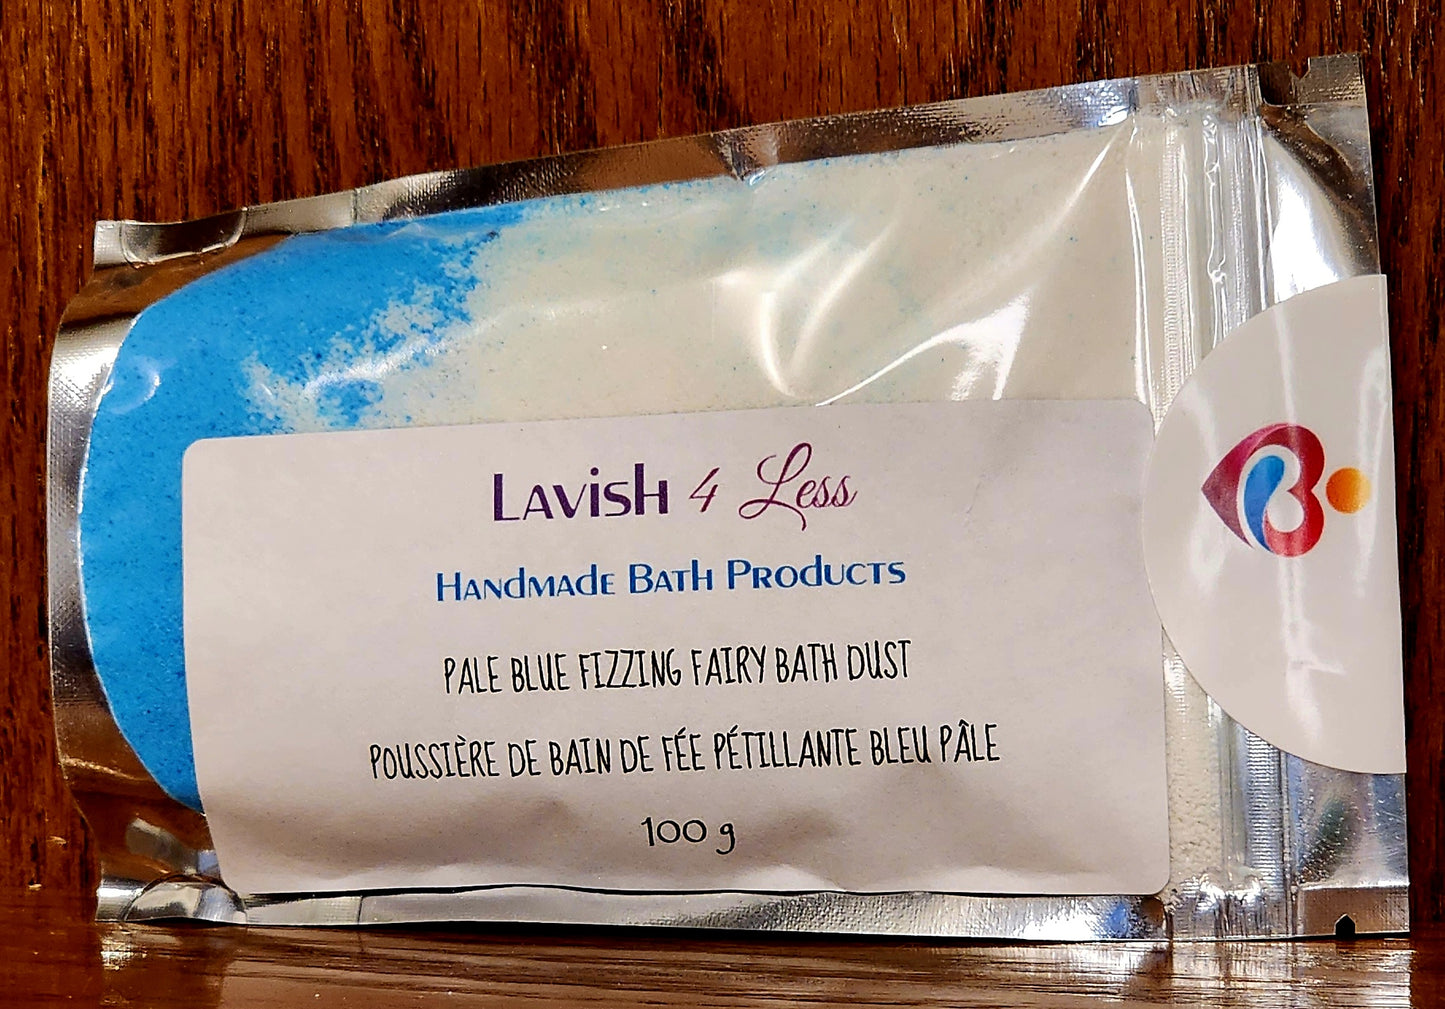 Lavish 4 Less
Handmade Bath Products
PALE BLUE FIZZING FAIRY BATH DUST
POUSSIÈRE DE BAIN DE FÉE PÉTILLANTE BLEU PÂLE
100 g